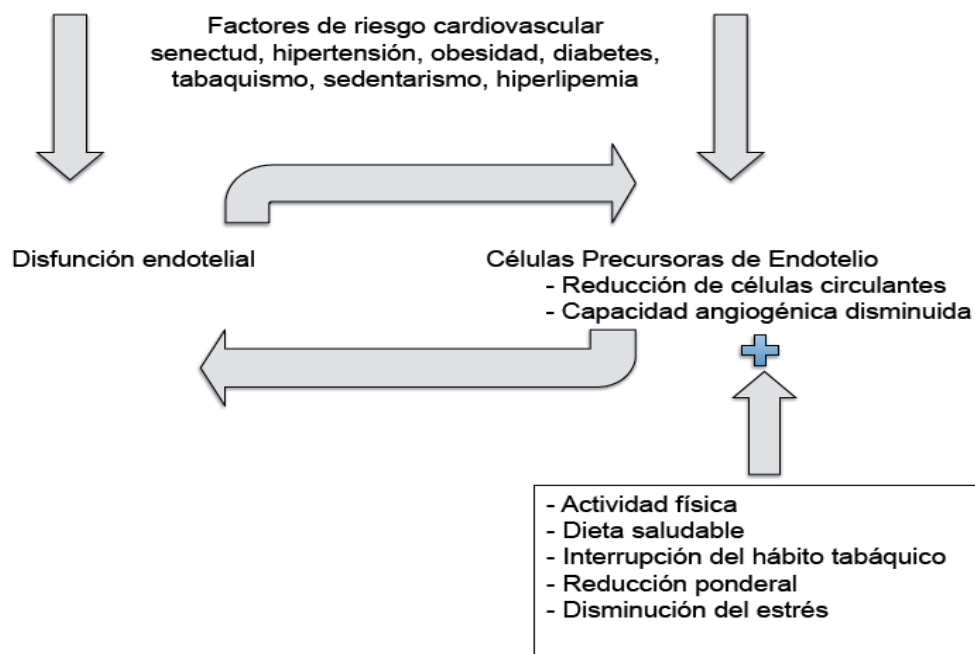 Factores de riesgo cardiovascular
senectud, hipertensión, obesidad, diabetes,
tabaquismo, sedentarismo, hiperlipemia
Disfunción endotelial
Células Precursoras de Endotelio
- Reducción de células circulantes
- Capacidad angiogénica disminuida
- Actividad física
- Dieta saludable
- Interrupción del hábito tabáquico
- Reducción ponderal
- Disminución del estrés